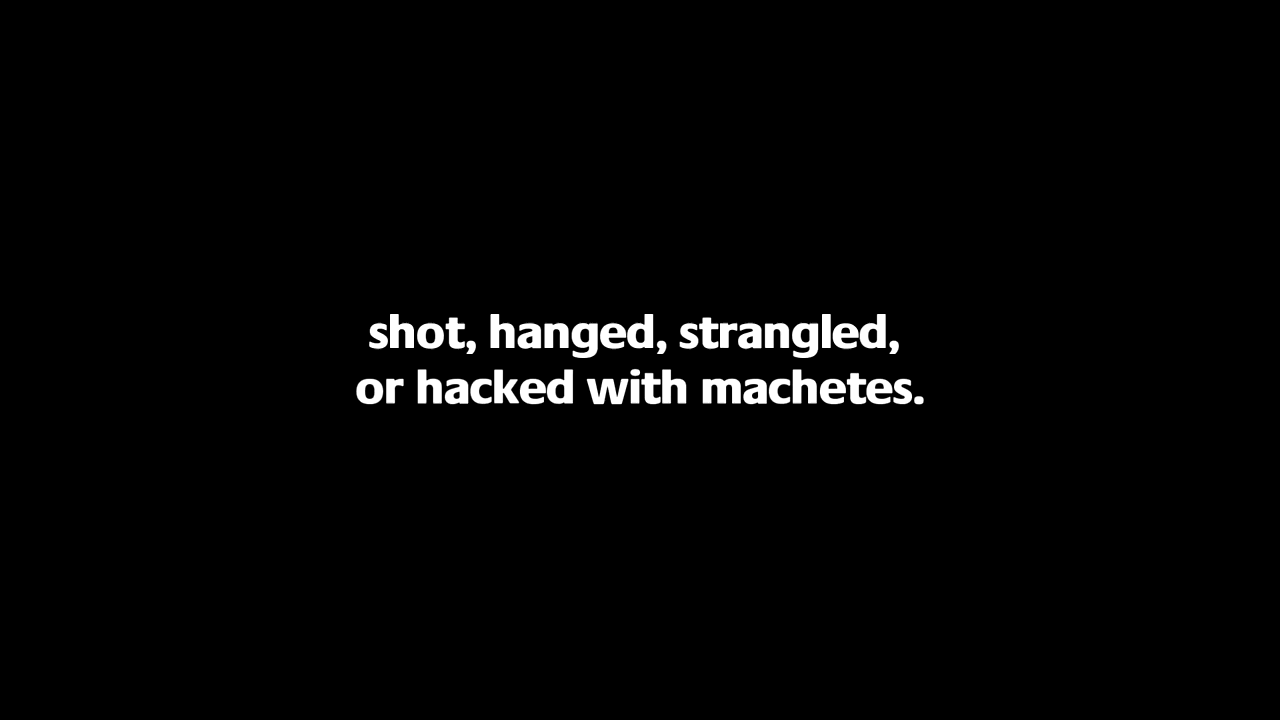 shot, hanged, strangled,
or hacked with machetes.